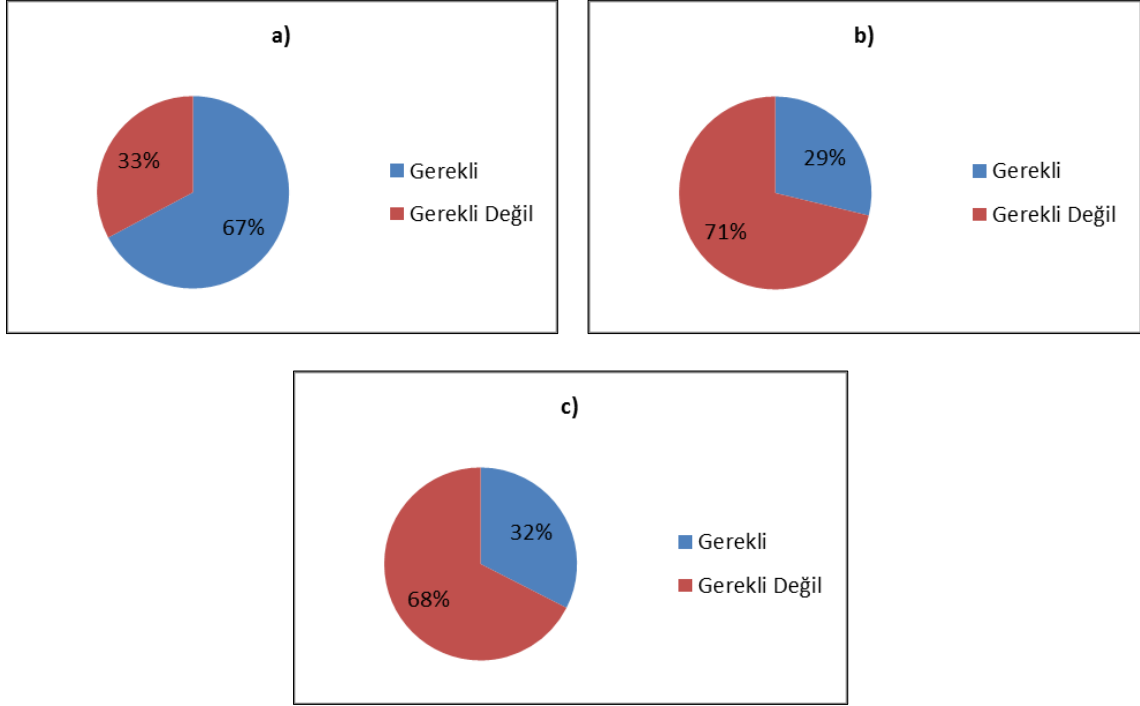 a)
33%
67%
Gerekli
Gerekli Değil
b)
29%
71%
Gerekli
Gerekli Değil
c)
32%
68%
Gerekli
Gerekli Değil